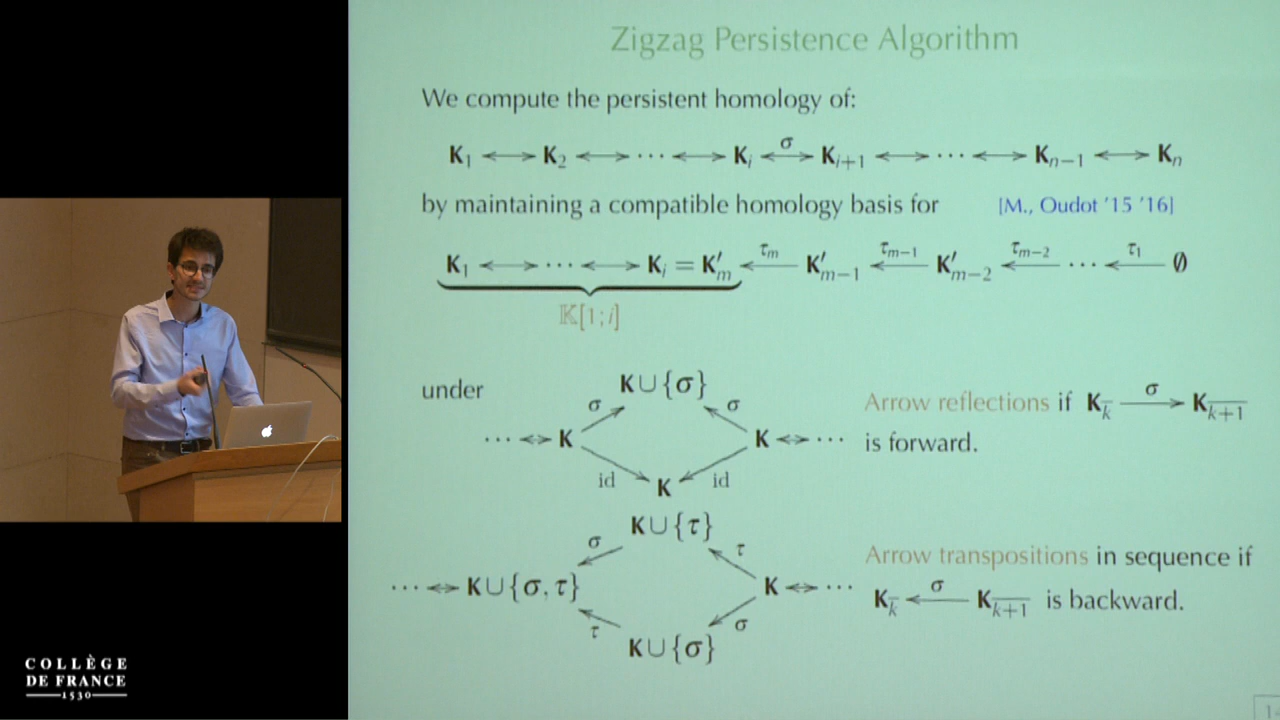 Zigzag Persistence Algorithm
We compute the persistent homology of:
K₁ ⟷ K₂ ⟷ ⋯ ⟷ Kᵢ ⟷ Kᵢ₊₁ ⟷ ⋯ ⟷ Kₙ₋₁ ⟷ Kₙ
σ
by maintaining a compatible homology basis for [M., Oudot '15 '16]
τₘ τₘ₋₁ τₘ₋₂ τ₁
K₁ ⟷ ⋯ ⟷ Kᵢ = K′ₘ ⟵ K′ₘ₋₁ ⟵ K′ₘ₋₂ ⟵ ⋯ ⟵ ∅
𝕂[1; i]
under
K ∪ {σ}
σ σ
⋯ ↔ K K ↔ ⋯
id id
K
Arrow reflections if K_k̅ —σ→ K_k̅+̅1̅
is forward.
K ∪ {τ}
σ τ
⋯ ↔ K ∪ {σ, τ} K ↔ ⋯
τ σ
K ∪ {σ}
Arrow transpositions in sequence if
K_k̅ ←σ— K_k̅+̅1̅ is backward.
COLLÈGE
DE FRANCE
1530